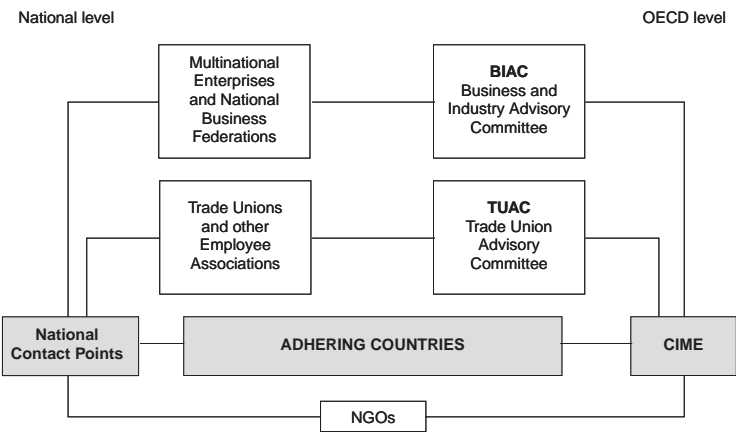 National level
OECD level
Multinational
Enterprises
and National
Business
Federations
BIAC
Business and
Industry Advisory
Committee
Trade Unions
and other
Employee
Associations
TUAC
Trade Union
Advisory
Committee
National
Contact Points
ADHERING COUNTRIES
CIME
NGOs